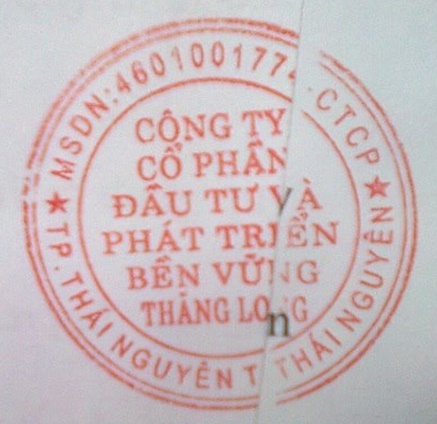 MSDN:4601001774.CTCP
CÔNG TY
CỔ PHẦN
ĐẦU TƯ VÀ
PHÁT TRIỂN
BỀN VỮNG
THĂNG LONG
n
★ TP.THÁI NGUYÊN T THÁI NGUYÊN ★